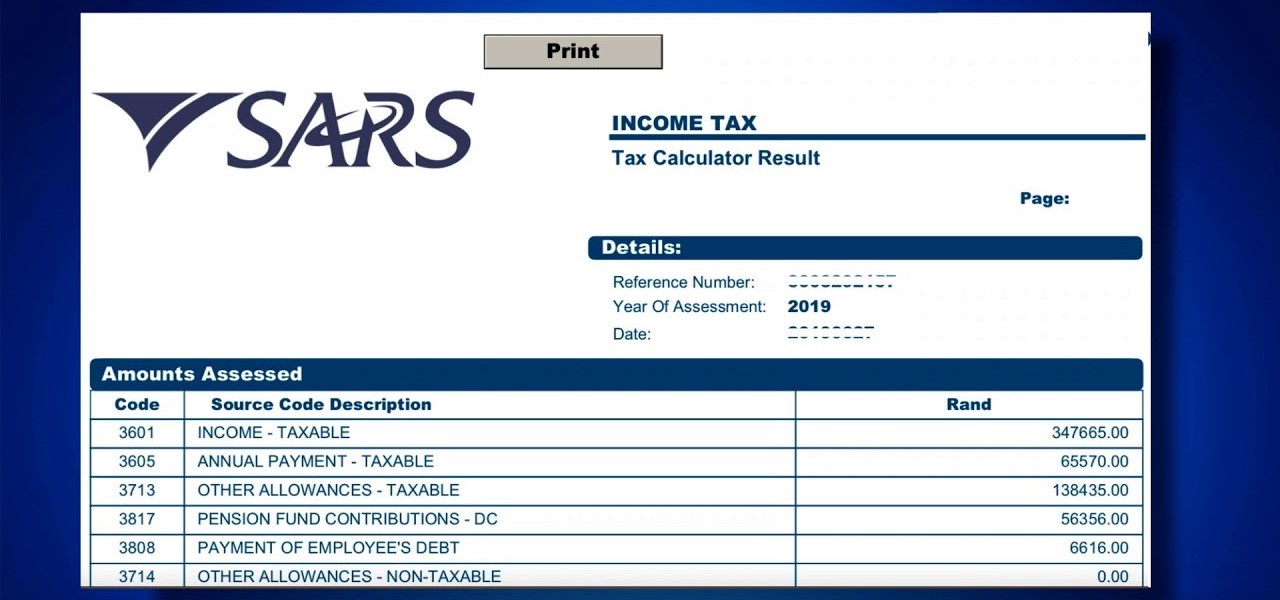 Print
SARS
INCOME TAX
Tax Calculator Result
Page:
Details:
Reference Number:
Year Of Assessment: 2019
Date:
Amounts Assessed
Code Source Code Description Rand
3601 INCOME - TAXABLE 347665.00
3605 ANNUAL PAYMENT - TAXABLE 65570.00
3713 OTHER ALLOWANCES - TAXABLE 138435.00
3817 PENSION FUND CONTRIBUTIONS - DC 56356.00
3808 PAYMENT OF EMPLOYEE'S DEBT 6616.00
3714 OTHER ALLOWANCES - NON-TAXABLE 0.00